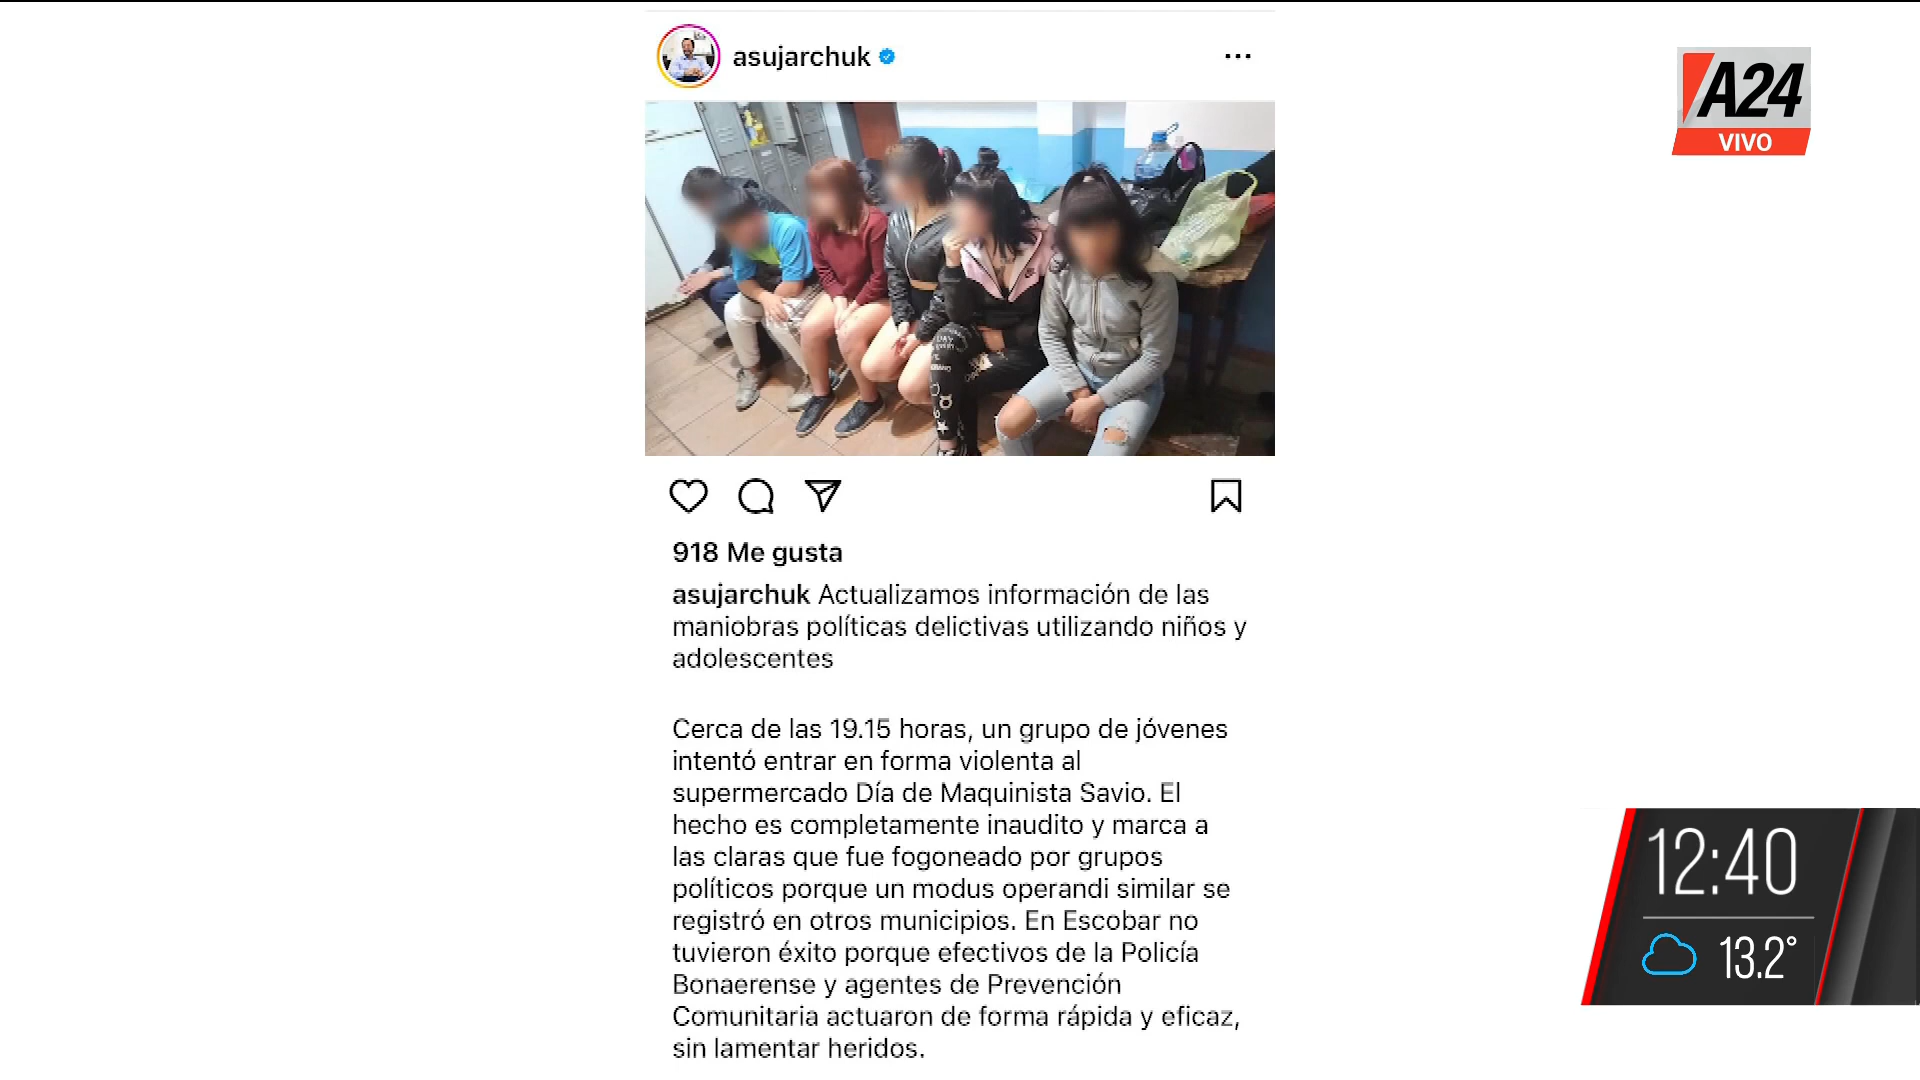 asujarchuk
A24
VIVO
918 Me gusta
asujarchuk Actualizamos información de las
maniobras políticas delictivas utilizando niños y
adolescentes
Cerca de las 19.15 horas, un grupo de jóvenes
intentó entrar en forma violenta al
supermercado Día de Maquinista Savio. El
hecho es completamente inaudito y marca a
las claras que fue fogoneado por grupos
políticos porque un modus operandi similar se
registró en otros municipios. En Escobar no
tuvieron éxito porque efectivos de la Policía
Bonaerense y agentes de Prevención
Comunitaria actuaron de forma rápida y eficaz,
sin lamentar heridos.
12:40
13.2°